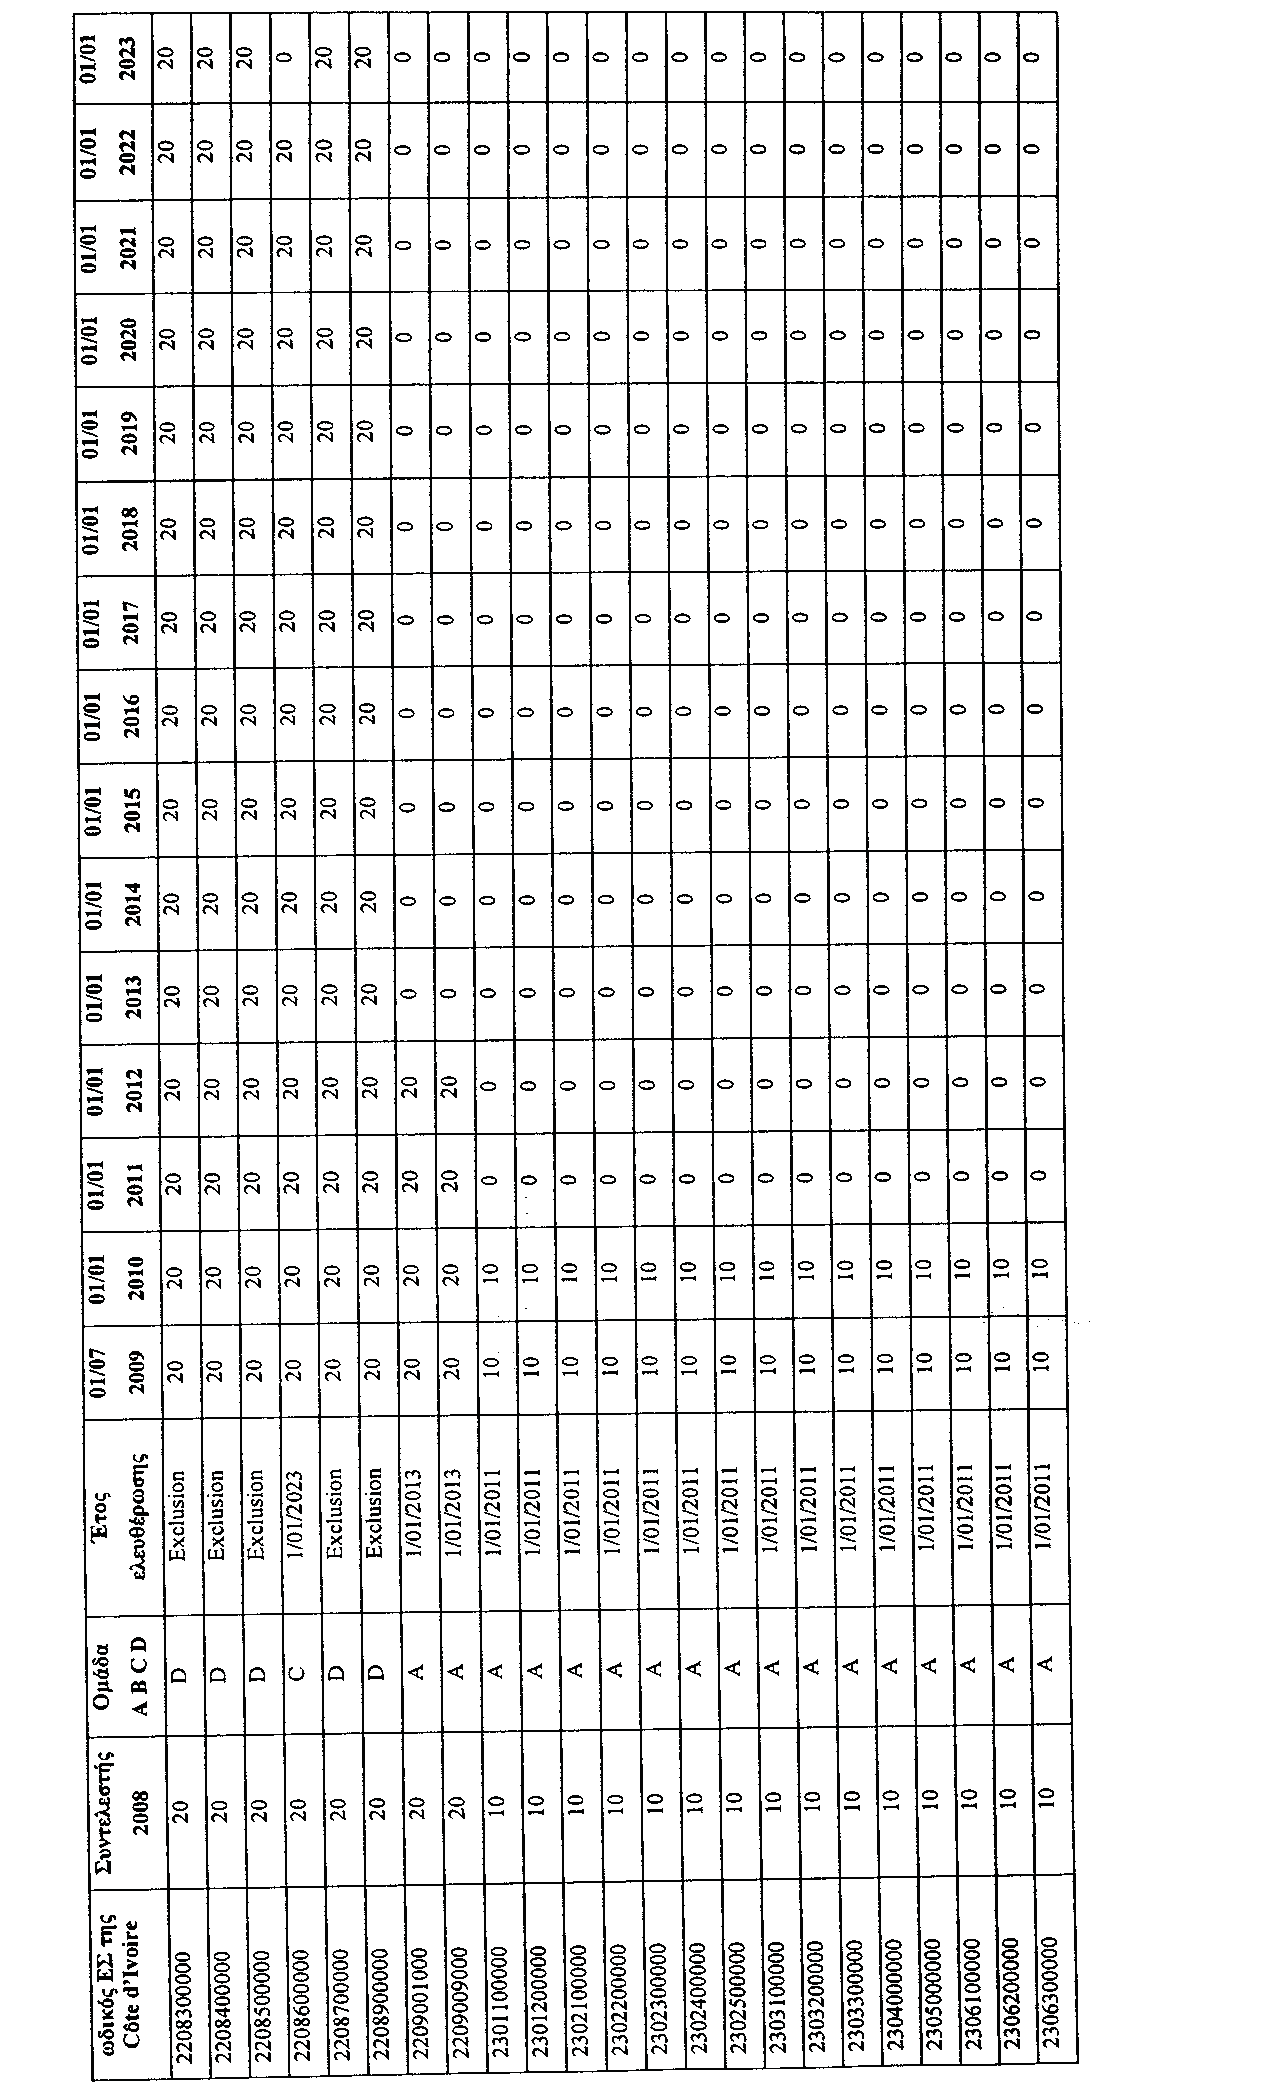 ωδικός ΕΣ της Côte d’Ivoire | Συντελεστής 2008 | Ομάδα A B C D | Έτος ελευθέρωσης | 01/07 2009 | 01/01 2010 | 01/01 2011 | 01/01 2012 | 01/01 2013 | 01/01 2014 | 01/01 2015 | 01/01 2016 | 01/01 2017 | 01/01 2018 | 01/01 2019 | 01/01 2020 | 01/01 2021 | 01/01 2022 | 01/01 2023
2208300000 20 D Exclusion 20 20 20 20 20 20 20 20 20 20 20 20 20 20 20
2208400000 20 D Exclusion 20 20 20 20 20 20 20 20 20 20 20 20 20 20 20
2208500000 20 D Exclusion 20 20 20 20 20 20 20 20 20 20 20 20 20 20 20
2208600000 20 C 1/01/2023 20 20 20 20 20 20 20 20 20 20 20 20 20 20 0
2208700000 20 D Exclusion 20 20 20 20 20 20 20 20 20 20 20 20 20 20 20
2208900000 20 D Exclusion 20 20 20 20 20 20 20 20 20 20 20 20 20 20 20
2209001000 20 A 1/01/2013 20 20 20 20 0 0 0 0 0 0 0 0 0 0 0
2209009000 20 A 1/01/2013 20 20 20 20 0 0 0 0 0 0 0 0 0 0 0
2301100000 10 A 1/01/2011 10 10 0 0 0 0 0 0 0 0 0 0 0 0 0
2301200000 10 A 1/01/2011 10 10 0 0 0 0 0 0 0 0 0 0 0 0 0
2302100000 10 A 1/01/2011 10 10 0 0 0 0 0 0 0 0 0 0 0 0 0
2302200000 10 A 1/01/2011 10 10 0 0 0 0 0 0 0 0 0 0 0 0 0
2302300000 10 A 1/01/2011 10 10 0 0 0 0 0 0 0 0 0 0 0 0 0
2302400000 10 A 1/01/2011 10 10 0 0 0 0 0 0 0 0 0 0 0 0 0
2302500000 10 A 1/01/2011 10 10 0 0 0 0 0 0 0 0 0 0 0 0 0
2303100000 10 A 1/01/2011 10 10 0 0 0 0 0 0 0 0 0 0 0 0 0
2303200000 10 A 1/01/2011 10 10 0 0 0 0 0 0 0 0 0 0 0 0 0
2303300000 10 A 1/01/2011 10 10 0 0 0 0 0 0 0 0 0 0 0 0 0
2304000000 10 A 1/01/2011 10 10 0 0 0 0 0 0 0 0 0 0 0 0 0
2305000000 10 A 1/01/2011 10 10 0 0 0 0 0 0 0 0 0 0 0 0 0
2306100000 10 A 1/01/2011 10 10 0 0 0 0 0 0 0 0 0 0 0 0 0
2306200000 10 A 1/01/2011 10 10 0 0 0 0 0 0 0 0 0 0 0 0 0
2306300000 10 A 1/01/2011 10 10 0 0 0 0 0 0 0 0 0 0 0 0 0